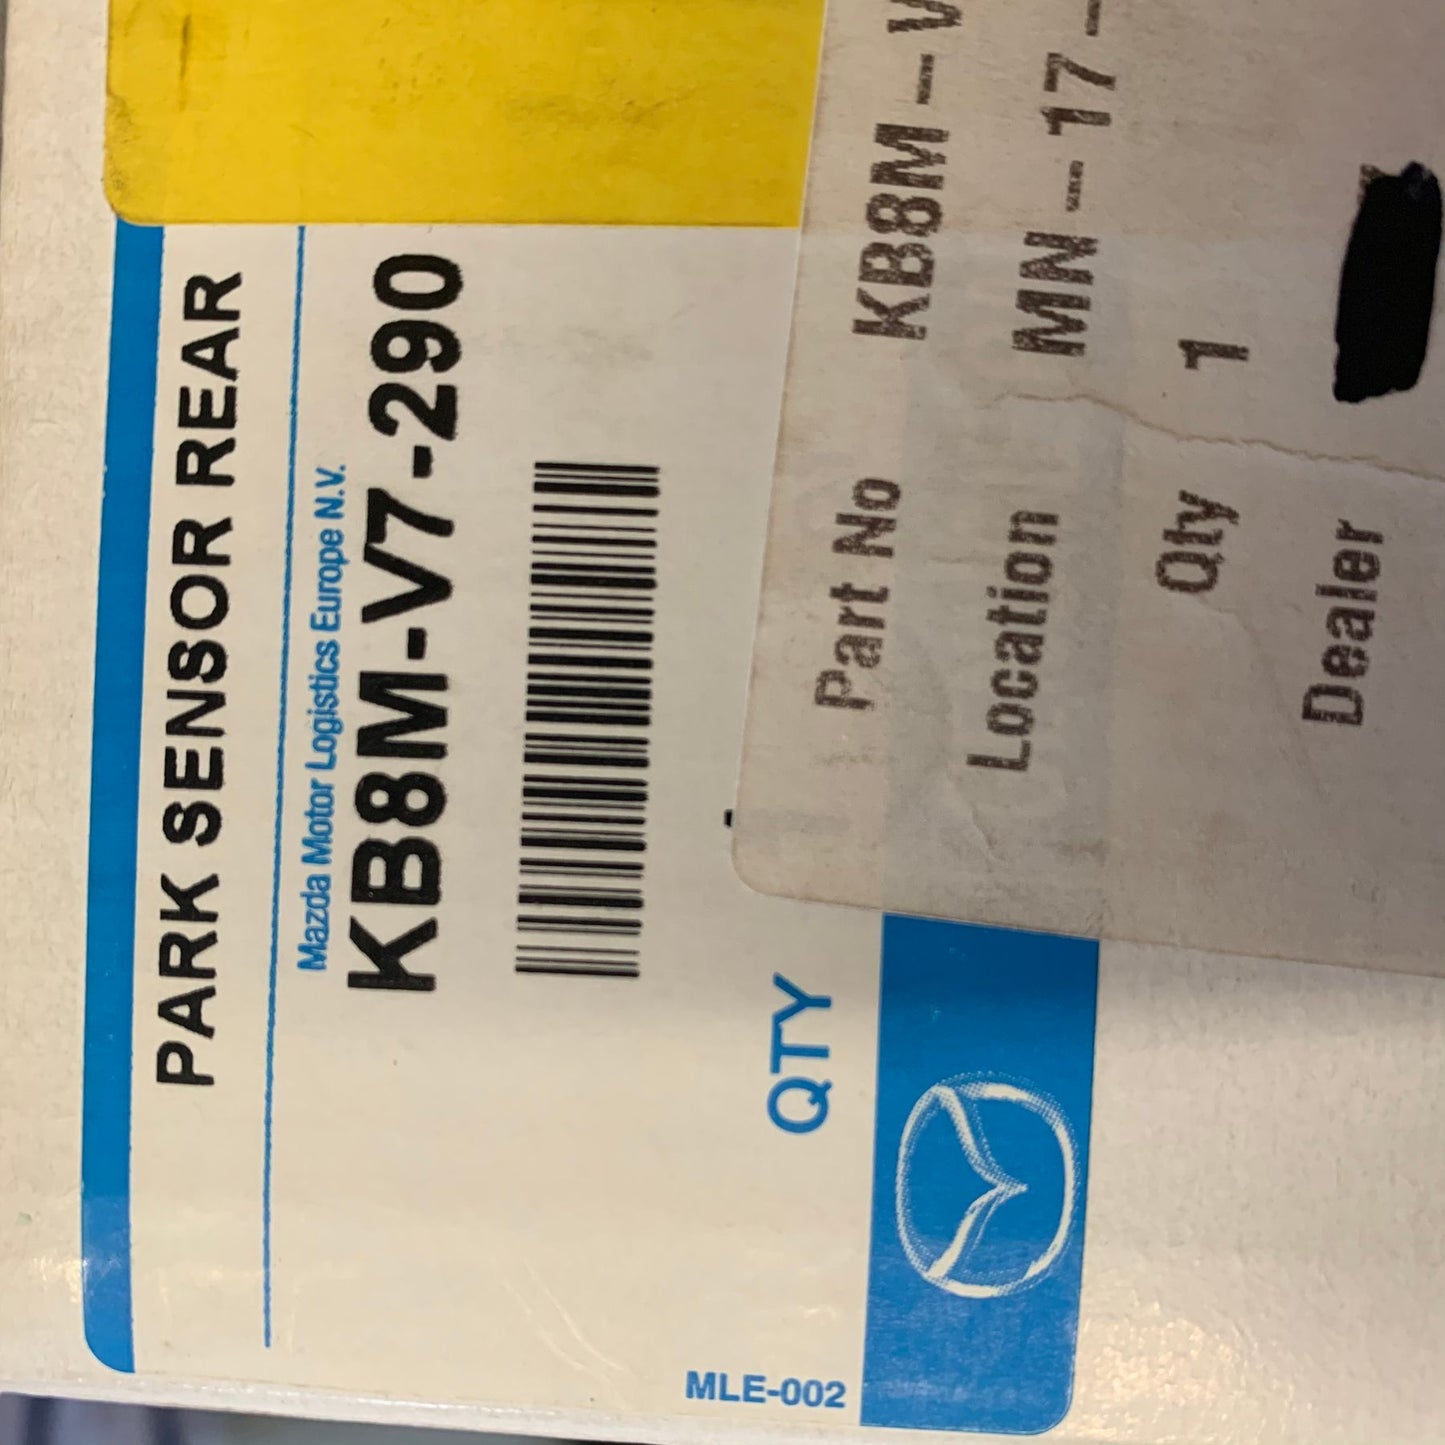 PARK SENSOR REAR
Mazda Motor Logistics Europe N.V.
KB8M-V7-290
QTY
MLE-002
Part No KB8M - V
Location MN - 17 -
Qty 1
Dealer